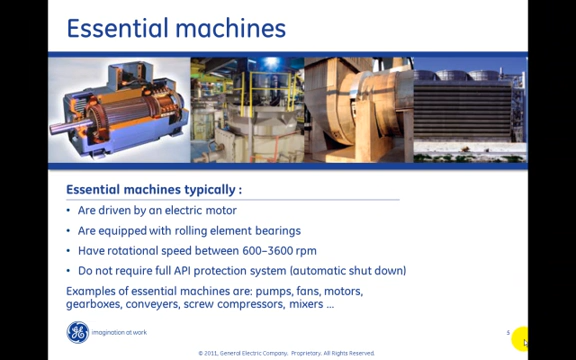 Essential machines
Essential machines typically :
• Are driven by an electric motor
• Are equipped with rolling element bearings
• Have rotational speed between 600–3600 rpm
• Do not require full API protection system (automatic shut down)
Examples of essential machines are: pumps, fans, motors,
gearboxes, conveyers, screw compressors, mixers ...
imagination at work
5
© 2011, General Electric Company. Proprietary. All Rights Reserved.